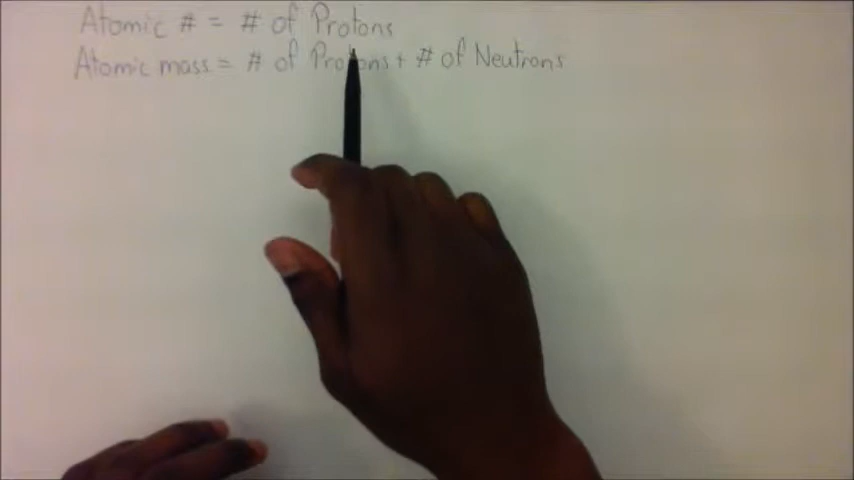 Atomic # = # of Protons
Atomic mass = # of Protons + # of Neutrons